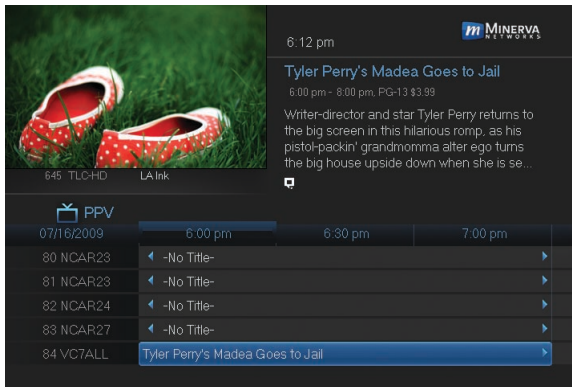 6:12 pm
m MINERVA
NETWORKS
Tyler Perry's Madea Goes to Jail
6:00 pm - 8:00 pm, PG-13 $3.99
Writer-director and star Tyler Perry returns to
the big screen in this hilarious romp, as his
pistol-packin' grandmomma alter ego turns
the big house upside down when she is se...
645 TLC-HD LA Ink
PPV
07/16/2009 6:00 pm 6:30 pm 7:00 pm
80 NCAR23 -No Title-
81 NCAR23 -No Title-
82 NCAR24 -No Title-
83 NCAR27 -No Title-
84 VC7ALL Tyler Perry's Madea Goes to Jail